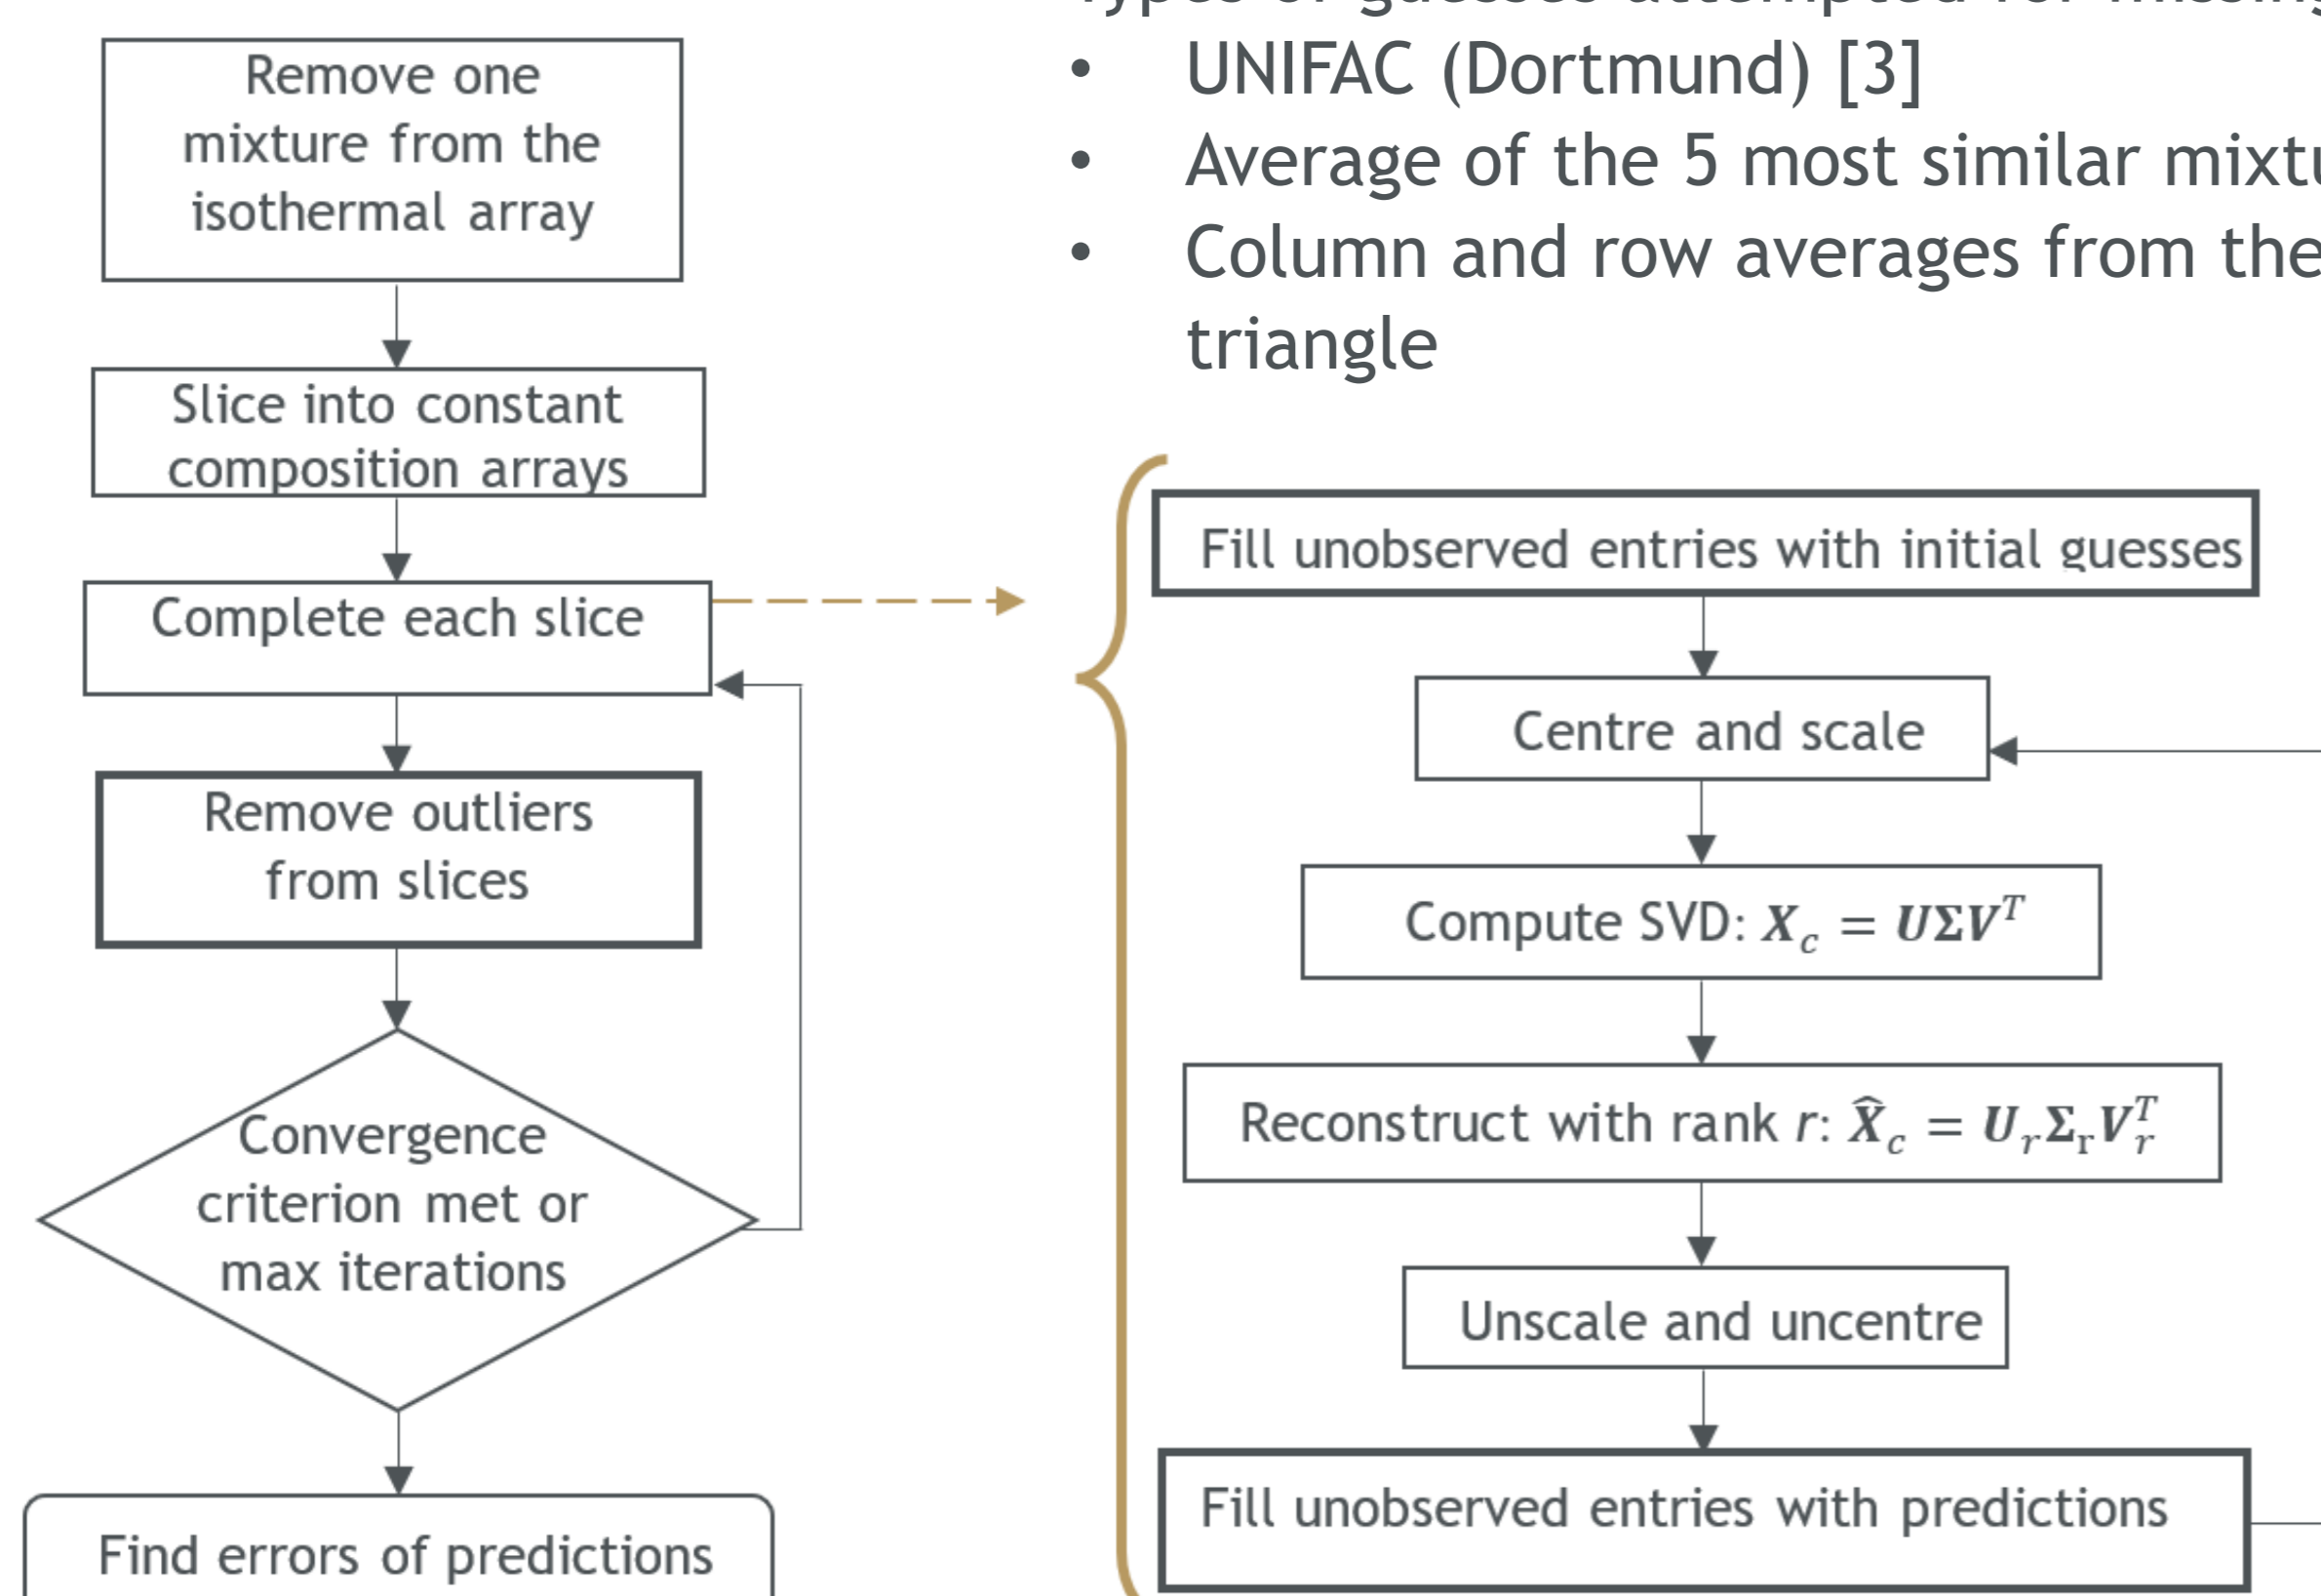 Remove one
mixture from the
isothermal array
Slice into constant
composition arrays
Complete each slice
Remove outliers
from slices
Convergence
criterion met or
max iterations
Find errors of predictions
• UNIFAC (Dortmund) [3]
• Average of the 5 most similar
• Column and row averages from the
triangle
Fill unobserved entries with initial guesses
Centre and scale
Compute SVD: X_c = UΣV^T
Reconstruct with rank r: X̂_c = U_rΣ_rV_r^T
Unscale and uncentre
Fill unobserved entries with predictions